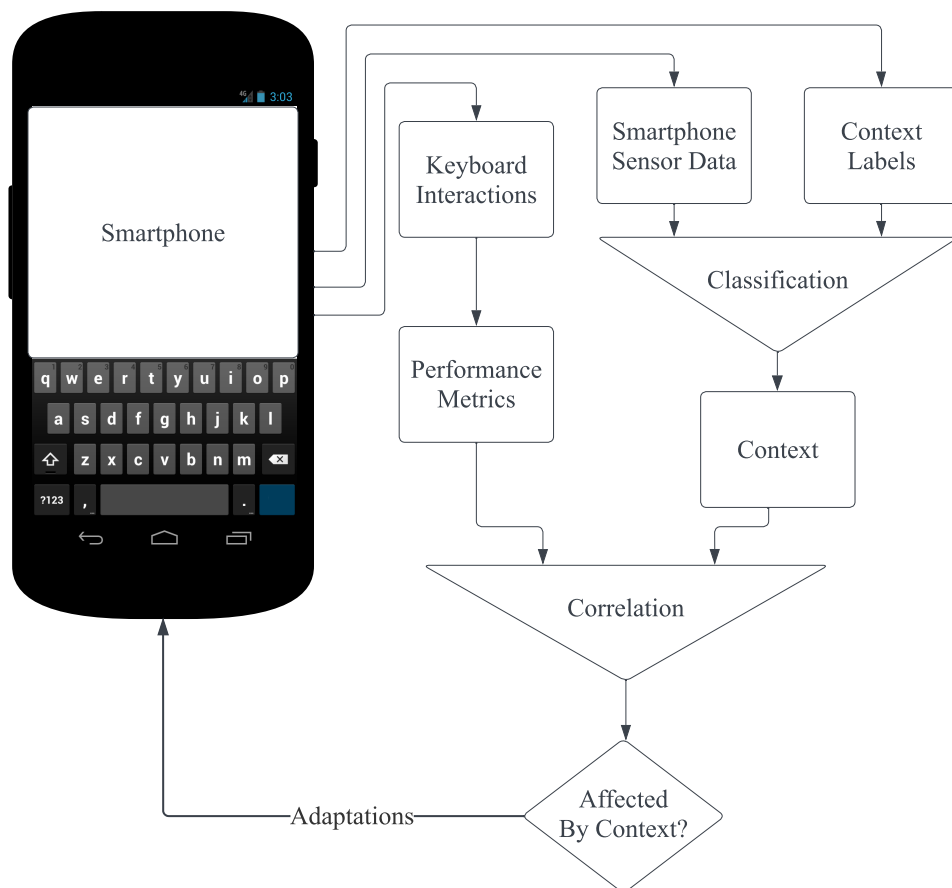 4G 3:03
Smartphone
Keyboard
Interactions
Smartphone
Sensor Data
Context
Labels
Classification
Performance
Metrics
Context
Correlation
Affected
By Context?
Adaptations
q w e r t y u i o p
a s d f g h j k l
z x c v b n m
?123 , .